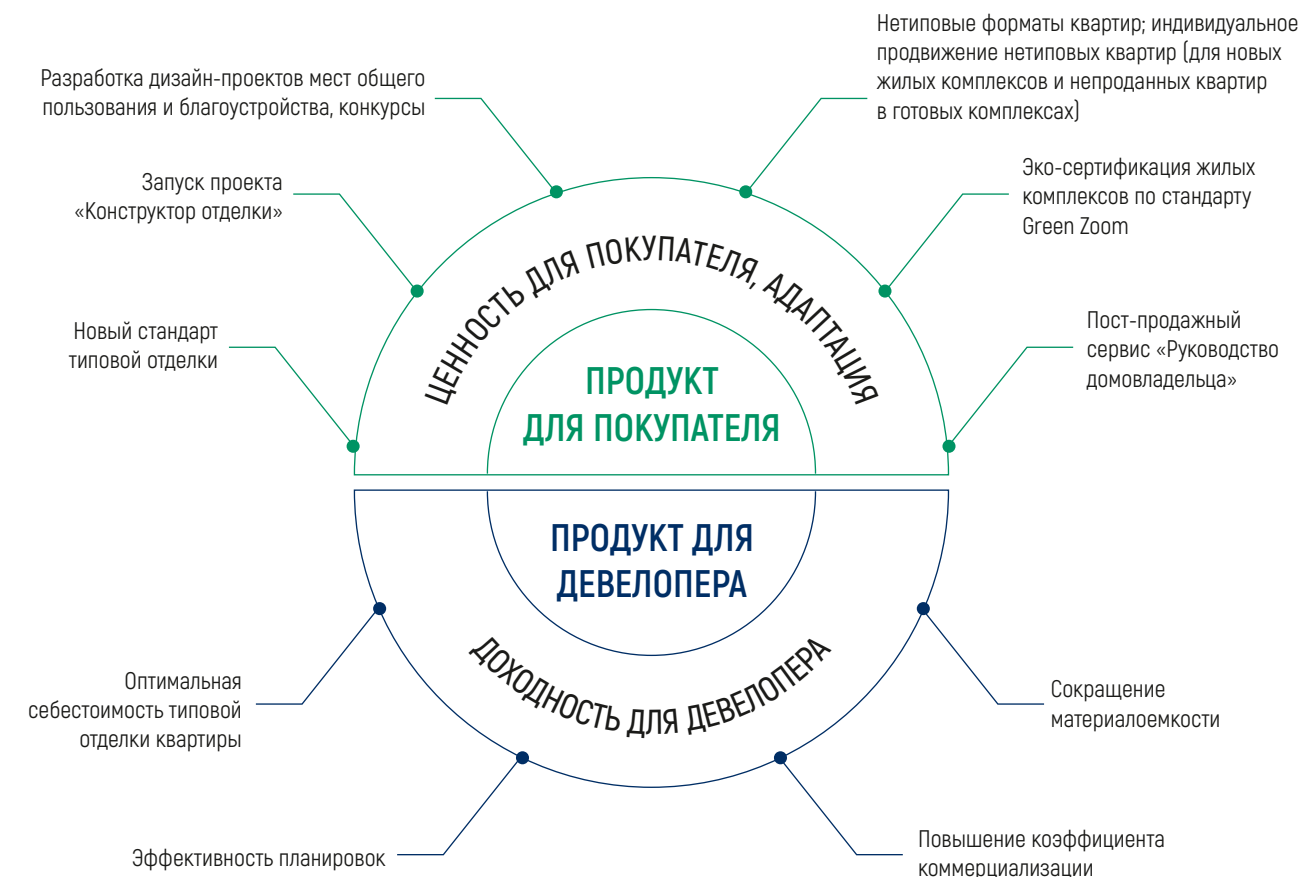 Нетиповые форматы квартир; индивидуальное
продвижение нетиповых квартир (для новых
жилых комплексов и непроданных квартир
в готовых комплексах)
Разработка дизайн-проектов мест общего
пользования и благоустройства, конкурсы
Эко-сертификация жилых
комплексов по стандарту
Green Zoom
Запуск проекта
«Конструктор отделки»
Новый стандарт
типовой отделки
Пост-продажный
сервис «Руководство
домовладельца»
ЦЕННОСТЬ ДЛЯ ПОКУПАТЕЛЯ, АДАПТАЦИЯ
ПРОДУКТ
ДЛЯ ПОКУПАТЕЛЯ
ПРОДУКТ ДЛЯ
ДЕВЕЛОПЕРА
ДОХОДНОСТЬ ДЛЯ ДЕВЕЛОПЕРА
Оптимальная
себестоимость типовой
отделки квартиры
Сокращение
материалоемкости
Эффективность планировок
Повышение коэффициента
коммерциализации